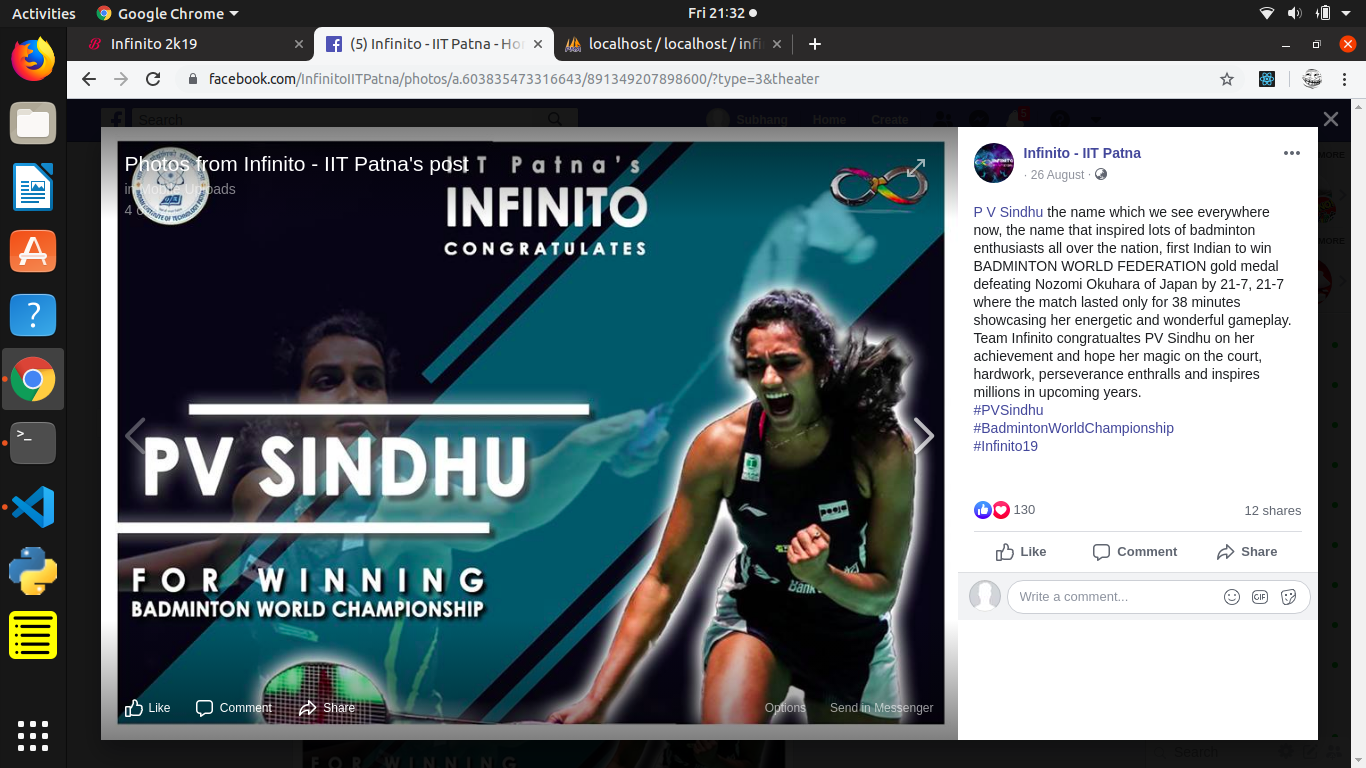 Activities
Google Chrome
Fri 21:32
Infinito 2k19
(5) Infinito - IIT Patna - Ho
localhost / localhost / infi
facebook.com/InfinitoIITPatna/photos/a.603835473316643/891349207898600/?type=3&theater
Search
Subhang
Home
Create
Photos from Infinito - IIT Patna's post
in Mobile Uploads
IIT Patna's
INFINITO
CONGRATULATES
PV SINDHU
FOR WINNING
BADMINTON WORLD CHAMPIONSHIP
Like
Comment
Share
Options
Send in Messenger
Infinito - IIT Patna
· 26 August ·
P V Sindhu the name which we see everywhere
now, the name that inspired lots of badminton
enthusiasts all over the nation, first Indian to win
BADMINTON WORLD FEDERATION gold medal
defeating Nozomi Okuhara of Japan by 21-7, 21-7
where the match lasted only for 38 minutes
showcasing her energetic and wonderful gameplay.
Team Infinito congratualtes PV Sindhu on her
achievement and hope her magic on the court,
hardwork, perseverance enthralls and inspires
millions in upcoming years.
#PVSindhu
#BadmintonWorldChampionship
#Infinito19
130
12 shares
Like
Comment
Share
Write a comment...
GIF
Search